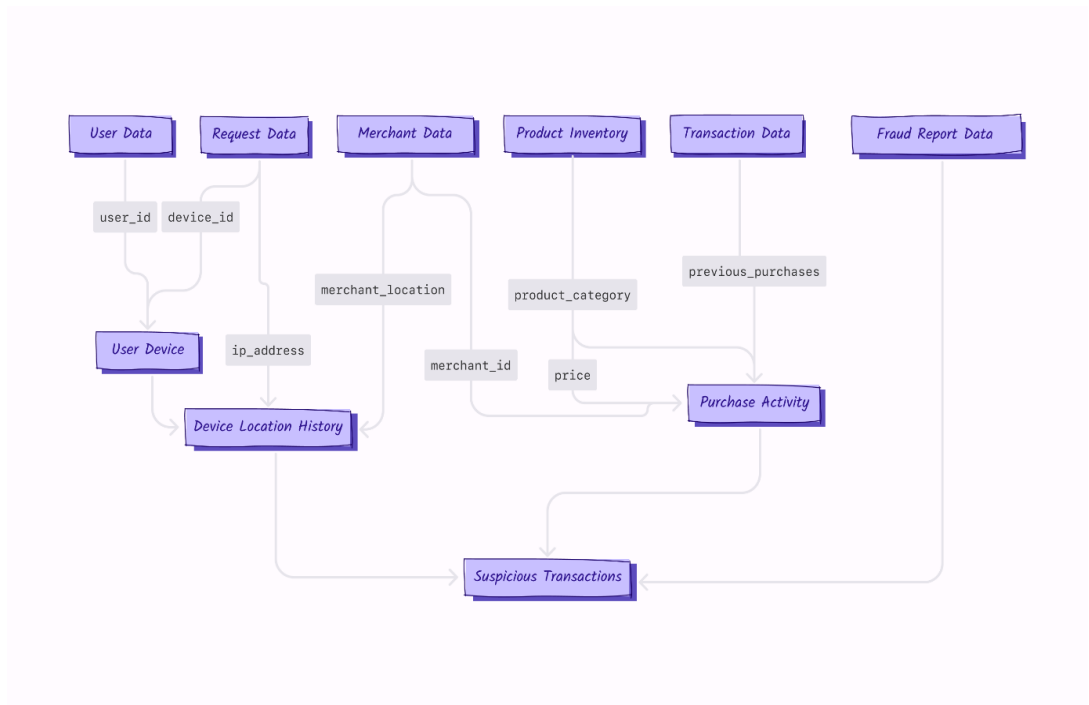 User Data
Request Data
Merchant Data
Product Inventory
Transaction Data
Fraud Report Data
user_id
device_id
previous_purchases
merchant_location
product_category
User Device
ip_address
merchant_id
price
Purchase Activity
Device Location History
Suspicious Transactions